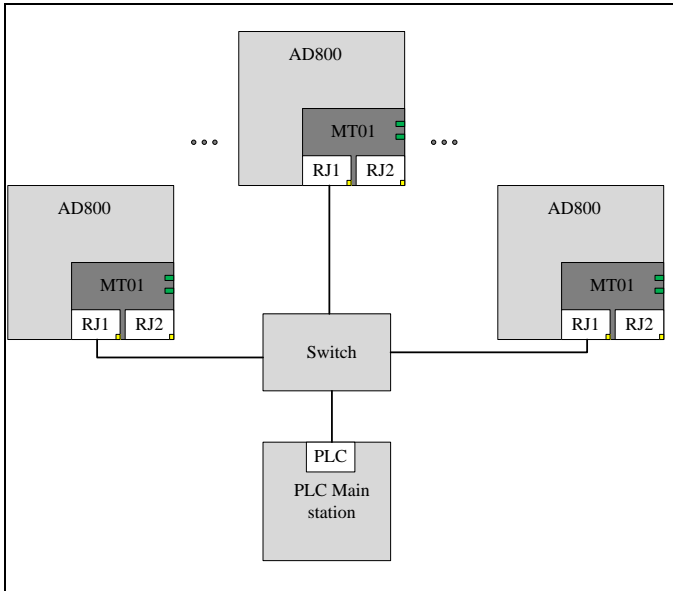 AD800
MT01
RJ1 RJ2
AD800
MT01
RJ1 RJ2
AD800
MT01
RJ1 RJ2
Switch
PLC
PLC Main
station